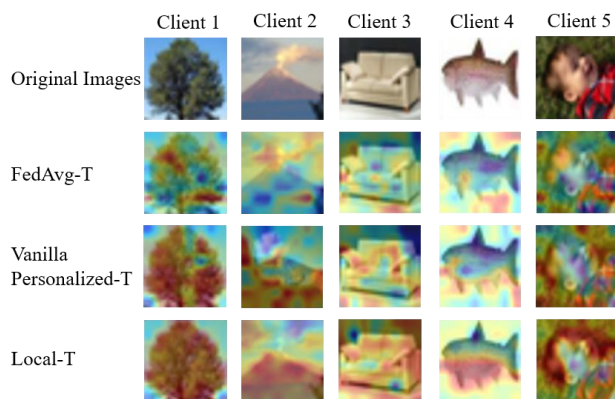 Client 1 Client 2 Client 3 Client 4 Client 5
Original Images
FedAvg-T
Vanilla
Personalized-T
Local-T